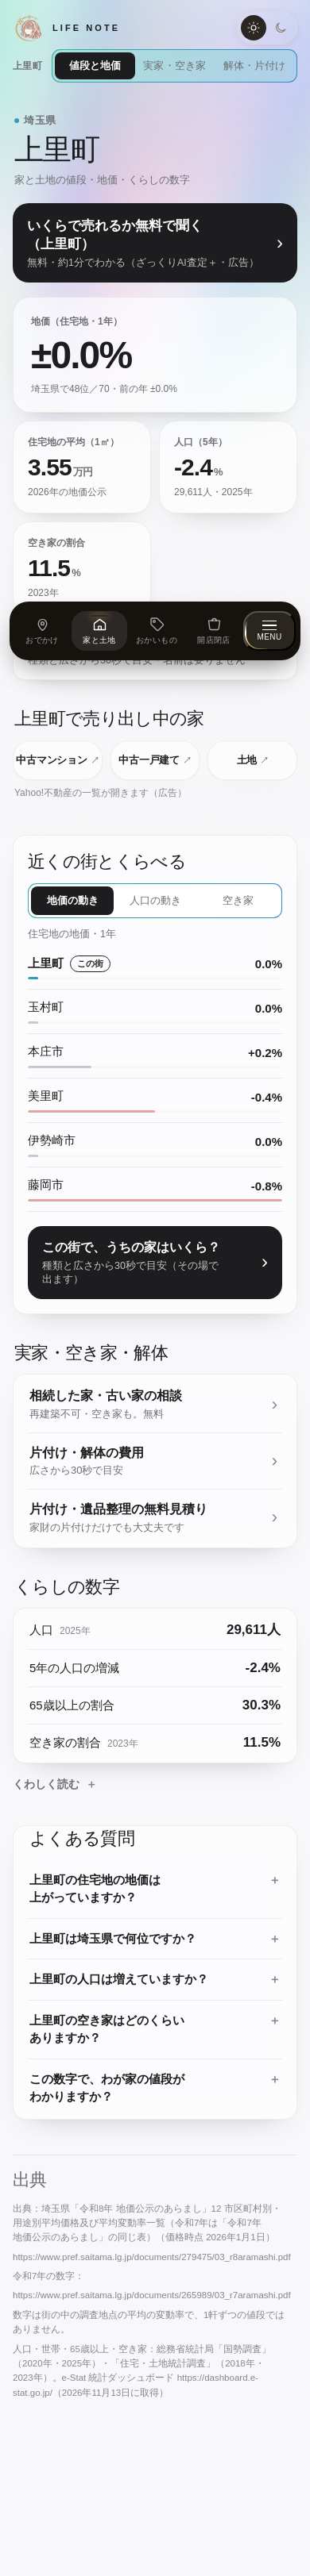 LIFE NOTE
上里町
値段と地価
実家・空き家
解体・片付け
埼玉県
上里町
家と土地の値段・地価・くらしの数字
いくらで売れるか無料で聞く
（上里町）
無料・約1分でわかる（ざっくりAI査定＋・広告）
›
地価（住宅地・1年）
±0.0%
埼玉県で48位／70・前の年 ±0.0%
住宅地の平均（1㎡）
3.55万円
2026年の地価公示
人口（5年）
-2.4%
29,611人・2025年
空き家の割合
11.5%
2023年
おでかけ
家と土地
おかいもの
開店閉店
MENU
種類と広さから30秒で目安・名前は要りません
上里町で売り出し中の家
中古マンション ↗
中古一戸建て ↗
土地 ↗
Yahoo!不動産の一覧が開きます（広告）
近くの街とくらべる
地価の動き
人口の動き
空き家
住宅地の地価・1年
上里町 この街 0.0%
玉村町 0.0%
本庄市 +0.2%
美里町 -0.4%
伊勢崎市 0.0%
藤岡市 -0.8%
この街で、うちの家はいくら？
種類と広さから30秒で目安（その場で
出ます）
›
実家・空き家・解体
相続した家・古い家の相談
再建築不可・空き家も。無料
›
片付け・解体の費用
広さから30秒で目安
›
片付け・遺品整理の無料見積り
家財の片付けだけでも大丈夫です
›
くらしの数字
人口 2025年 29,611人
5年の人口の増減 -2.4%
65歳以上の割合 30.3%
空き家の割合 2023年 11.5%
くわしく読む ＋
よくある質問
上里町の住宅地の地価は
上がっていますか？
＋
上里町は埼玉県で何位ですか？ ＋
上里町の人口は増えていますか？ ＋
上里町の空き家はどのくらい
ありますか？
＋
この数字で、わが家の値段が
わかりますか？
＋
出典
出典：埼玉県「令和8年 地価公示のあらまし」12 市区町村別・
用途別平均価格及び平均変動率一覧（令和7年は「令和7年
地価公示のあらまし」の同じ表）（価格時点 2026年1月1日）
https://www.pref.saitama.lg.jp/documents/279475/03_r8aramashi.pdf
令和7年の数字：
https://www.pref.saitama.lg.jp/documents/265989/03_r7aramashi.pdf
数字は街の中の調査地点の平均の変動率で、1軒ずつの値段では
ありません。
人口・世帯・65歳以上・空き家：総務省統計局「国勢調査」
（2020年・2025年）・「住宅・土地統計調査」（2018年・
2023年）。e-Stat 統計ダッシュボード https://dashboard.e-
stat.go.jp/（2026年11月13日に取得）